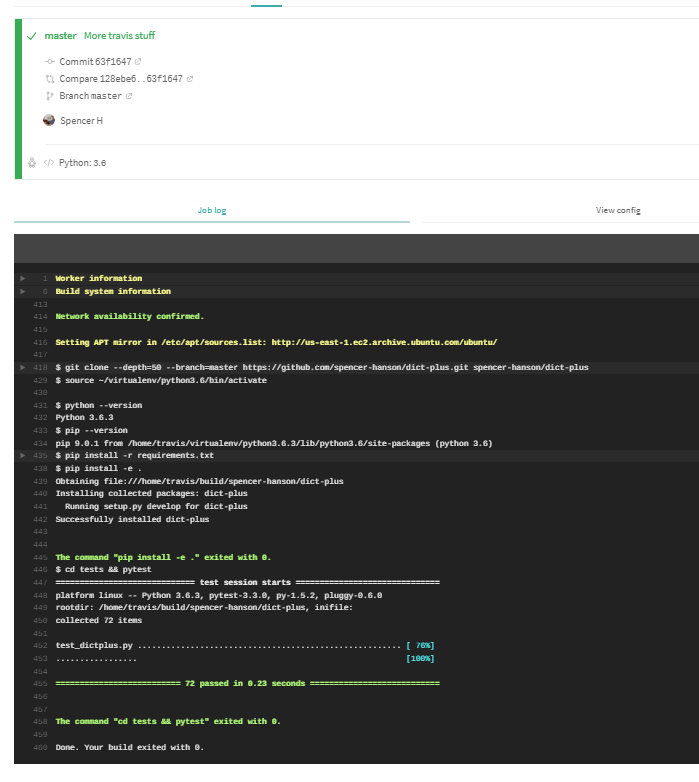 master More travis stuff
Commit 63f1647
Compare 128ebe6..63f1647
Branch master
Spencer H
</> Python: 3.6
Job log View config
1 Worker information
6 Build system information
413
414 Network availability confirmed.
415
416 Setting APT mirror in /etc/apt/sources.list: http://us-east-1.ec2.archive.ubuntu.com/ubuntu/
417
418 $ git clone --depth=50 --branch=master https://github.com/spencer-hanson/dict-plus.git spencer-hanson/dict-plus
429 $ source ~/virtualenv/python3.6/bin/activate
430
431 $ python --version
432 Python 3.6.3
433 $ pip --version
434 pip 9.0.1 from /home/travis/virtualenv/python3.6.3/lib/python3.6/site-packages (python 3.6)
435 $ pip install -r requirements.txt
438 $ pip install -e .
439 Obtaining file:///home/travis/build/spencer-hanson/dict-plus
440 Installing collected packages: dict-plus
441 Running setup.py develop for dict-plus
442 Successfully installed dict-plus
443
444
445 The command "pip install -e ." exited with 0.
446 $ cd tests && pytest
447 ============================= test session starts ==============================
448 platform linux -- Python 3.6.3, pytest-3.3.0, py-1.5.2, pluggy-0.6.0
449 rootdir: /home/travis/build/spencer-hanson/dict-plus, inifile:
450 collected 72 items
451
452 test_dictplus.py ....................................................... [ 76%]
453 ................. [100%]
454
455 ========================== 72 passed in 0.23 seconds ===========================
456
457
458 The command "cd tests && pytest" exited with 0.
459
460 Done. Your build exited with 0.